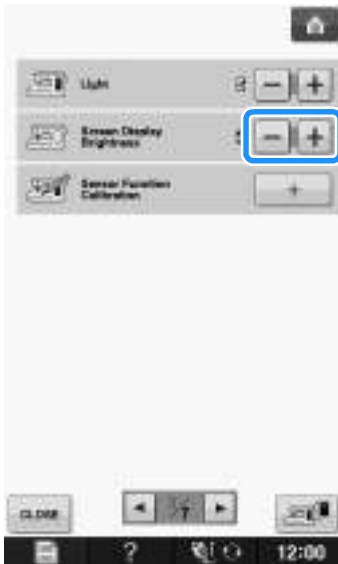 Light
− +
Screen Display
Brightness
− +
Sensor Function
Calibration
+
CLOSE
?
12:00